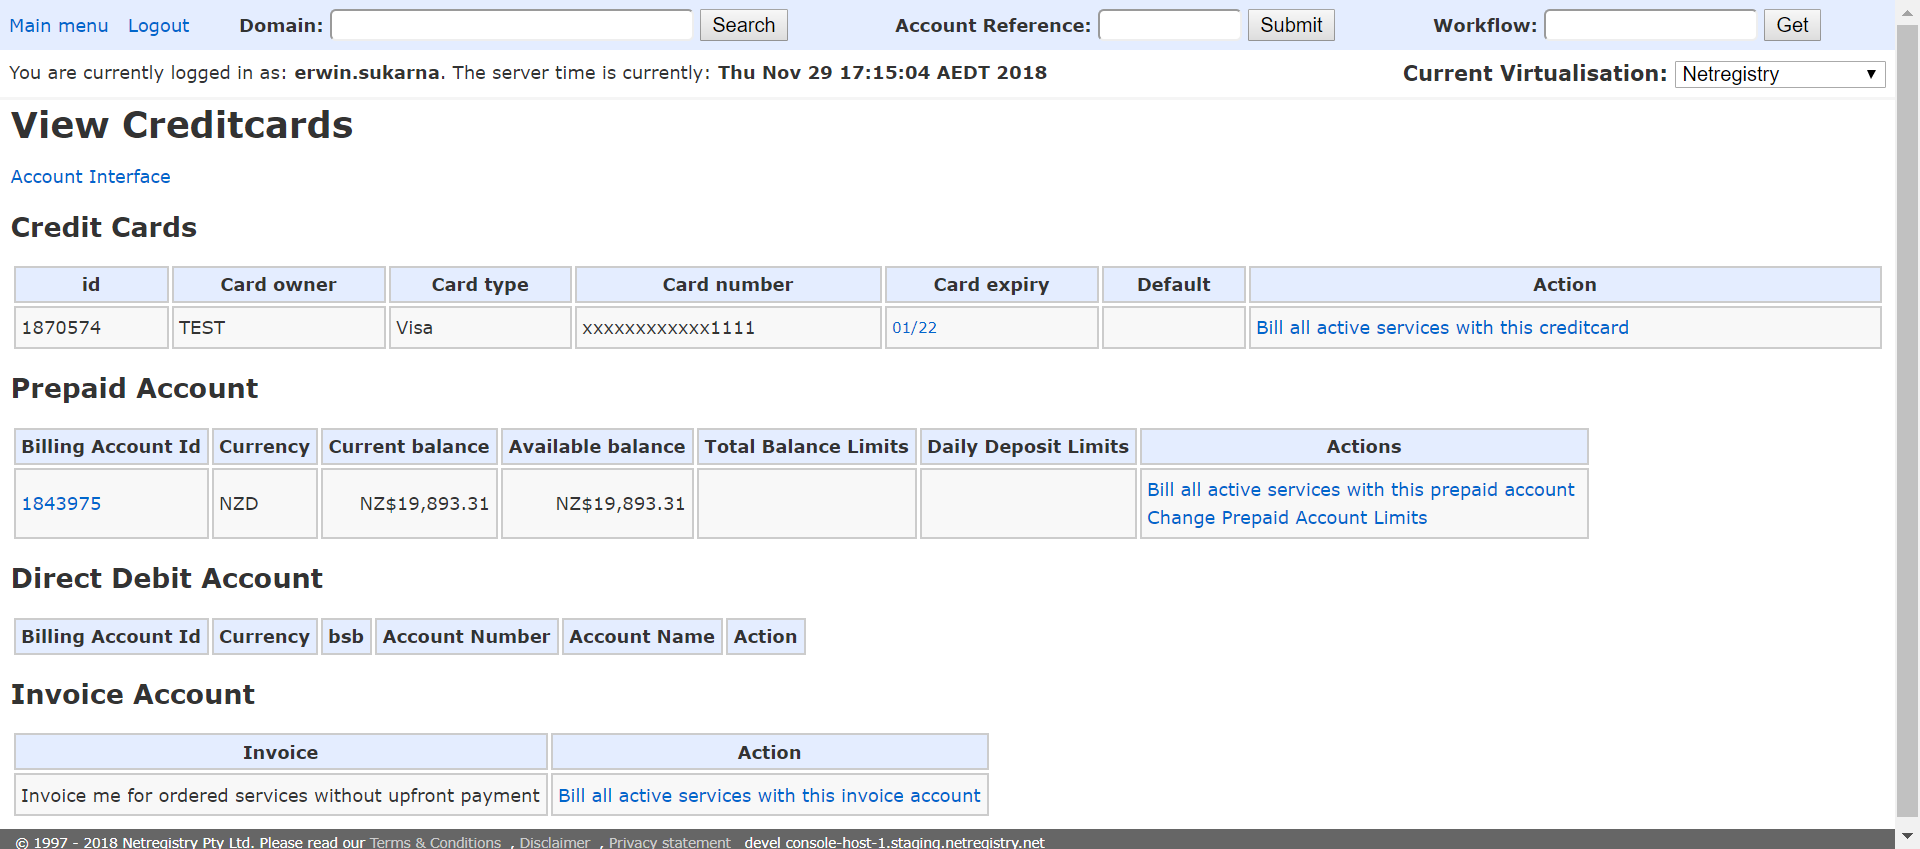 Main menu Logout Domain: Search Account Reference: Submit Workflow: Get
You are currently logged in as: erwin.sukarna. The server time is currently: Thu Nov 29 17:15:04 AEDT 2018 Current Virtualisation: Netregistry
View Creditcards
Account Interface
Credit Cards
id Card owner Card type Card number Card expiry Default Action
1870574 TEST Visa xxxxxxxxxxxx1111 01/22 Bill all active services with this creditcard
Prepaid Account
Billing Account Id Currency Current balance Available balance Total Balance Limits Daily Deposit Limits Actions
1843975 NZD NZ$19,893.31 NZ$19,893.31 Bill all active services with this prepaid account
Change Prepaid Account Limits
Direct Debit Account
Billing Account Id Currency bsb Account Number Account Name Action
Invoice Account
Invoice Action
Invoice me for ordered services without upfront payment Bill all active services with this invoice account
© 1997 - 2018 Netregistry Pty Ltd. Please read our Terms & Conditions , Disclaimer , Privacy statement devel console-host-1.staging.netregistry.net